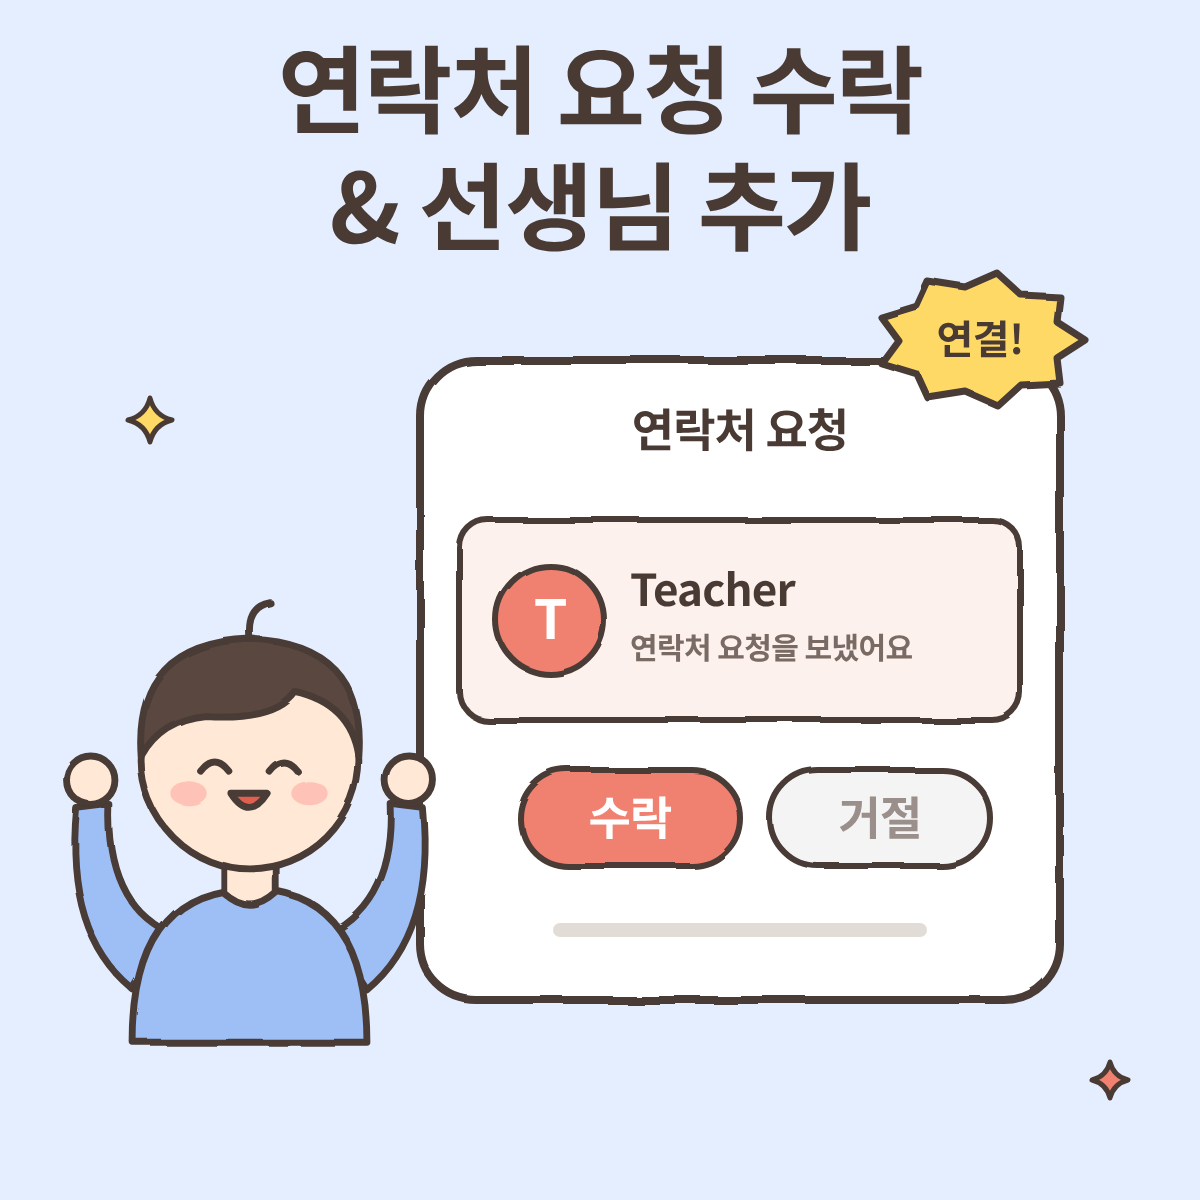 연락처 요청 수락
& 선생님 추가
연결!
연락처 요청
T
Teacher
연락처 요청을 보냈어요
수락
거절